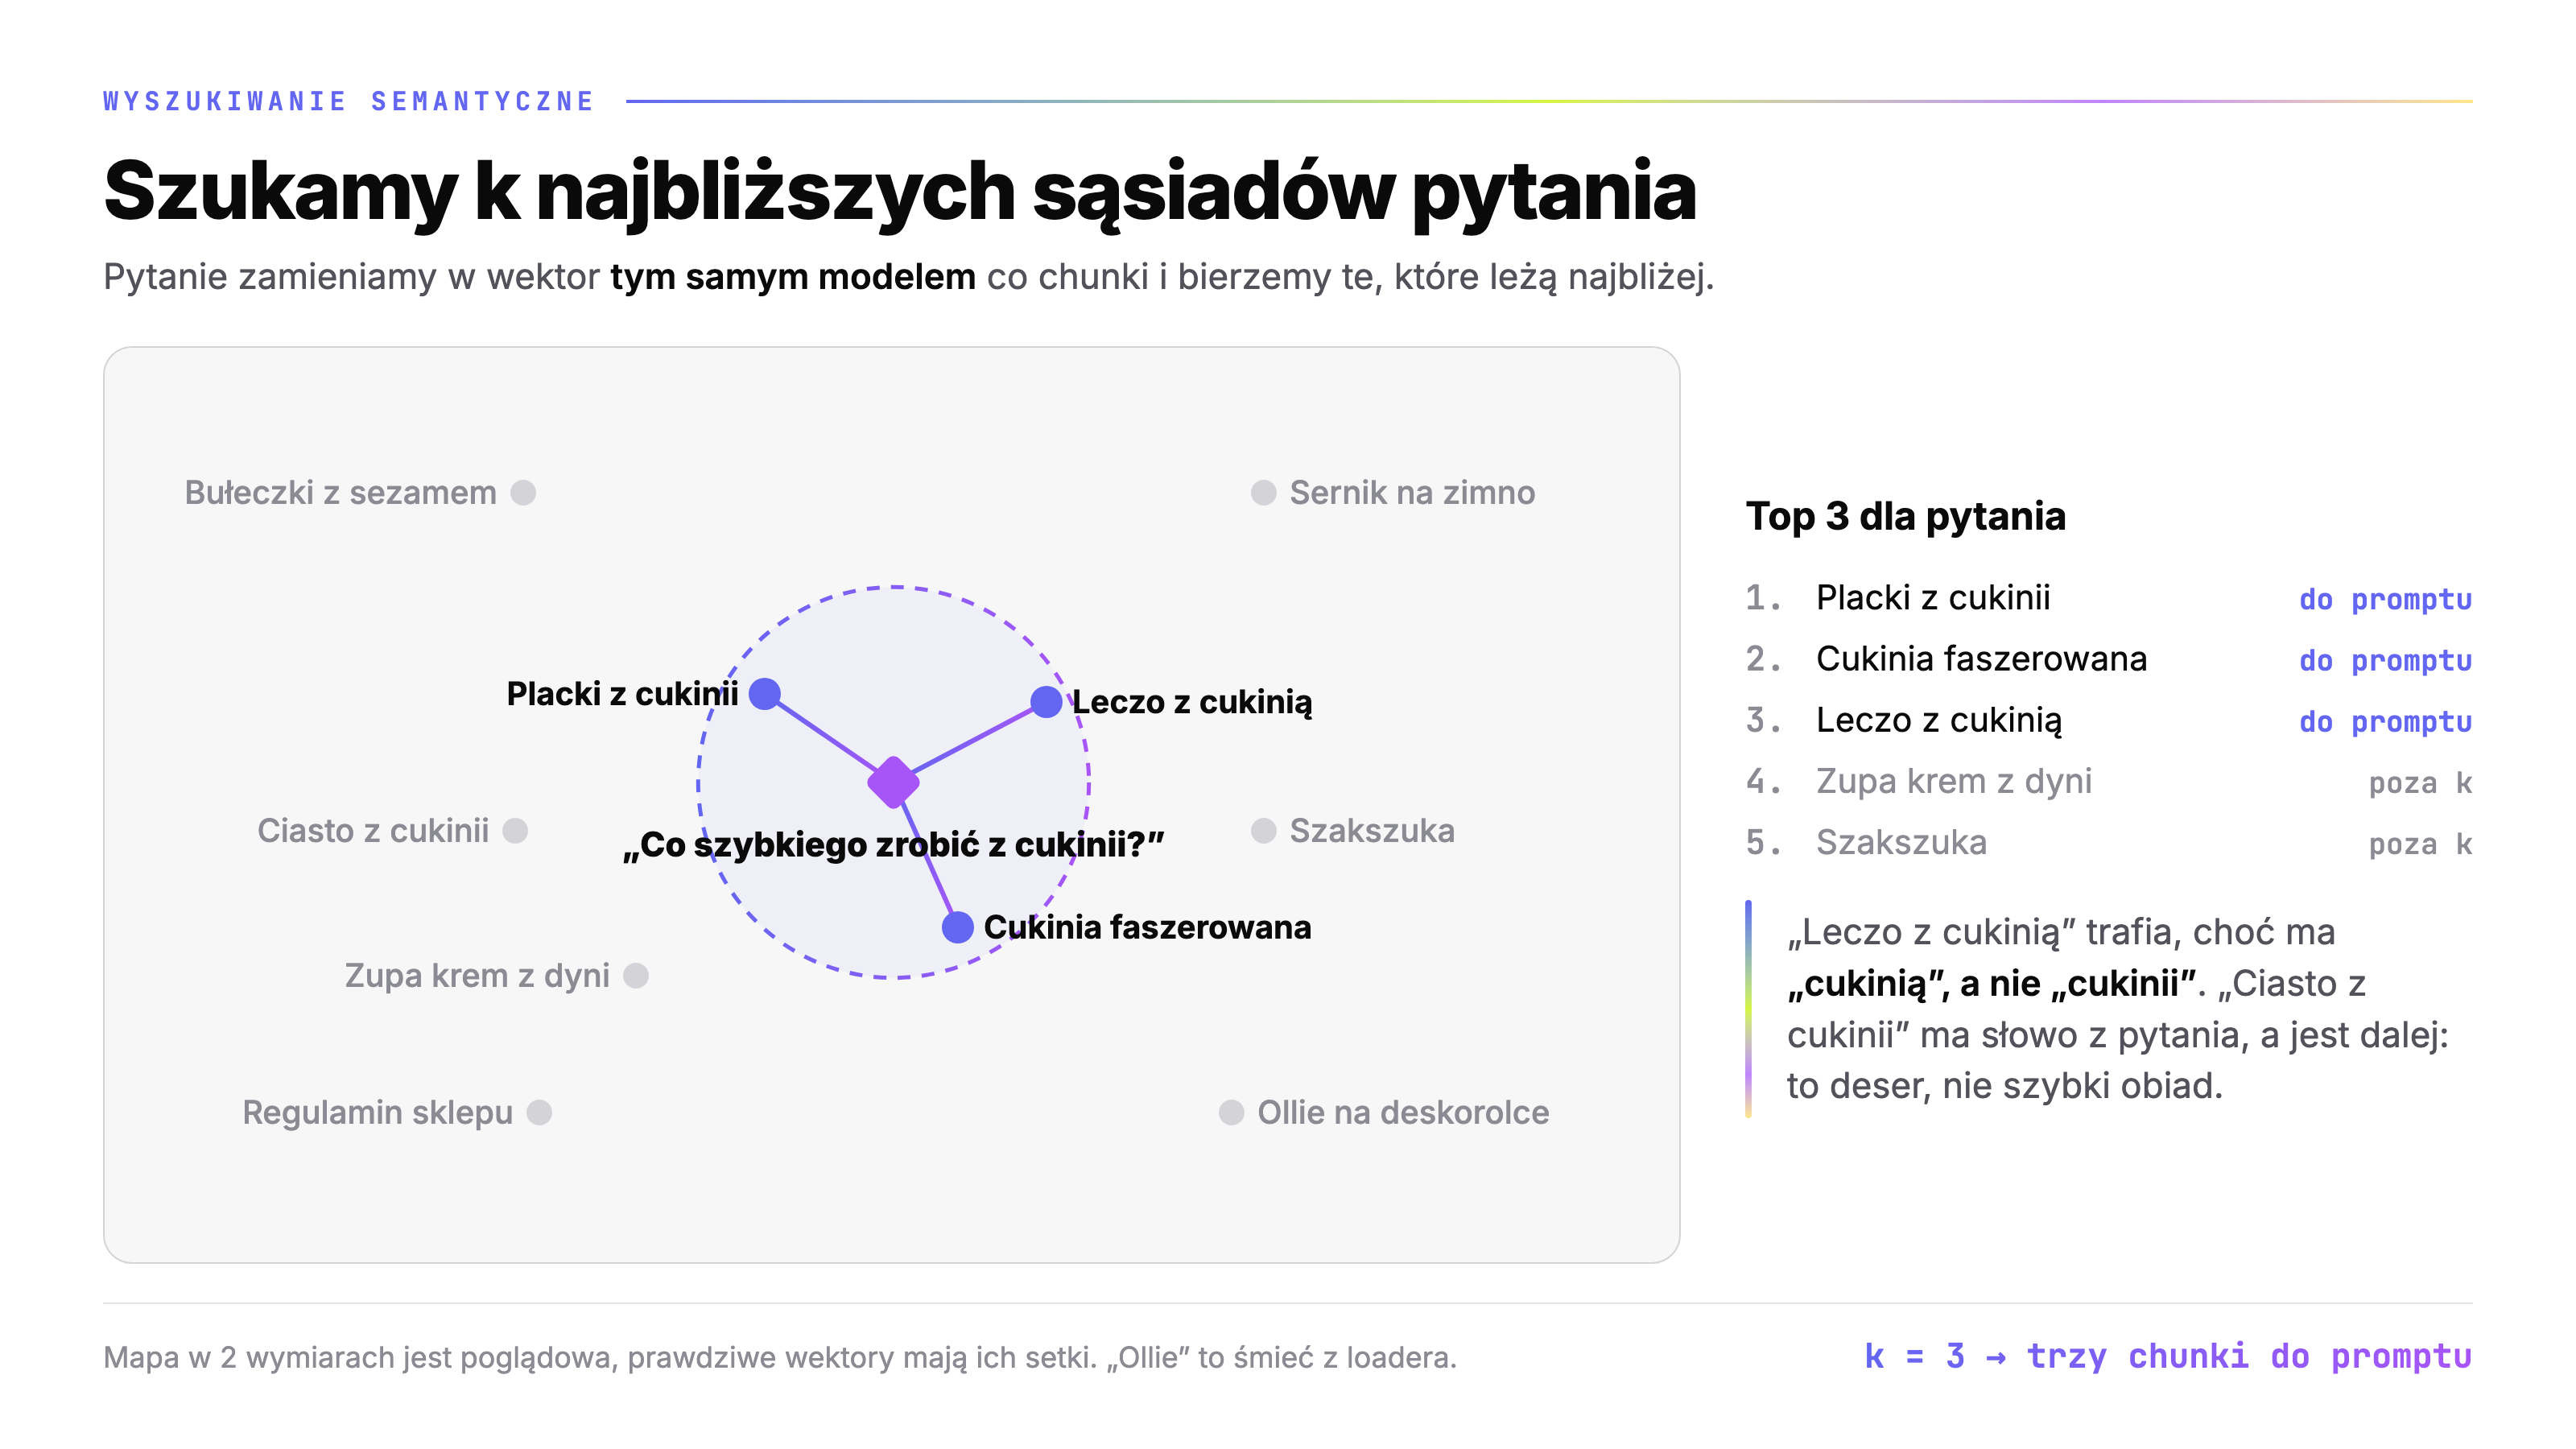 WYSZUKIWANIE SEMANTYCZNE
Szukamy k najbliższych sąsiadów pytania
Pytanie zamieniamy w wektor tym samym modelem co chunki i bierzemy te, które leżą najbliżej.
Bułeczki z sezamem
Sernik na zimno
Placki z cukinii
Leczo z cukinią
Ciasto z cukinii
„Co szybkiego zrobić z cukinii?”
Szakszuka
Cukinia faszerowana
Zupa krem z dyni
Regulamin sklepu
Ollie na deskorolce
Top 3 dla pytania
1. Placki z cukinii do promptu
2. Cukinia faszerowana do promptu
3. Leczo z cukinią do promptu
4. Zupa krem z dyni poza k
5. Szakszuka poza k
„Leczo z cukinią” trafia, choć ma
„cukinią”, a nie „cukinii”. „Ciasto z
cukinii” ma słowo z pytania, a jest dalej:
to deser, nie szybki obiad.
Mapa w 2 wymiarach jest poglądowa, prawdziwe wektory mają ich setki. „Ollie” to śmieć z loadera.
k = 3 → trzy chunki do promptu